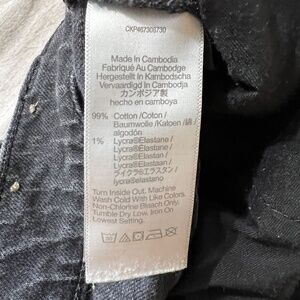 CKP467300730
Made In Cambodia
Fabriqué Au Cambodge
Hergestellt In Kambodscha
Vervaardigd In Cambodja
カンボジア製
hecho en camboya
99% Cotton /Coton /
Baumwolle /Katoen /綿 /
algodón
1% Lycra®Elastane /
Lycra®Elastane /
Lycra®Elastan /
Lycra®Elastaan /
ライクラ®エラスタン /
lycra®elastano
Turn Inside Out. Machine
Wash Cold With Like Colors.
Non-Chlorine Bleach Only.
Tumble Dry Low. Iron On
Lowest Setting.